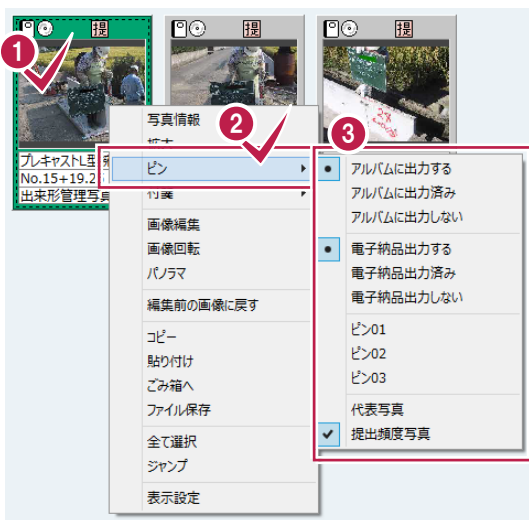 提
提
提
1
2
3
プレキャストL型
No.15+19.2
出来形管理写真
写真情報
拡大
ピン
付箋
画像編集
画像回転
パノラマ
編集前の画像に戻す
コピー
貼り付け
ごみ箱へ
ファイル保存
全て選択
ジャンプ
表示設定
アルバムに出力する
アルバムに出力済み
アルバムに出力しない
電子納品出力する
電子納品出力済み
電子納品出力しない
ピン01
ピン02
ピン03
代表写真
提出頻度写真